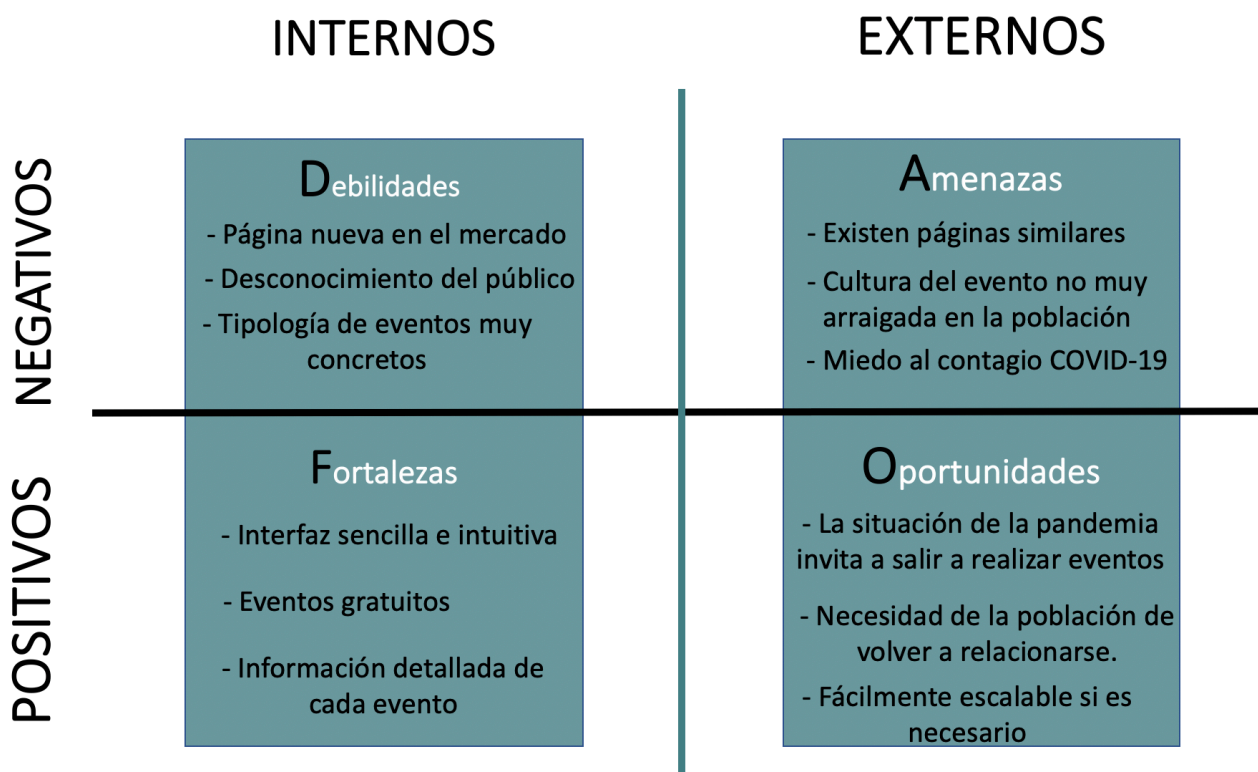 INTERNOS
EXTERNOS
NEGATIVOS
Debilidades
- Página nueva en el mercado
- Desconocimiento del público
- Tipología de eventos muy
concretos
Amenazas
- Existen páginas similares
- Cultura del evento no muy
arraigada en la población
- Miedo al contagio COVID-19
POSITIVOS
Fortalezas
- Interfaz sencilla e intuitiva
- Eventos gratuitos
- Información detallada de
cada evento
Oportunidades
- La situación de la pandemia
invita a salir a realizar eventos
- Necesidad de la población de
volver a relacionarse.
- Fácilmente escalable si es
necesario